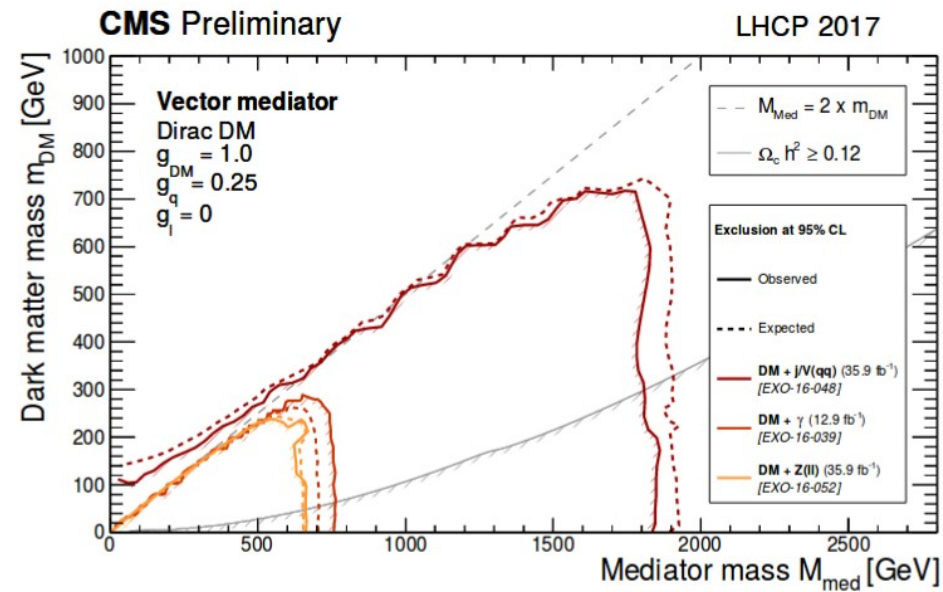 CMS Preliminary
LHCP 2017
Dark matter mass m_DM [GeV]
1000
900
800
700
600
500
400
300
200
100
0
Vector mediator
Dirac DM
g_DM = 1.0
g_q = 0.25
g_l = 0
M_Med = 2 x m_DM
Ω_c h² ≥ 0.12
Exclusion at 95% CL
Observed
Expected
DM + j/V(qq) (35.9 fb⁻¹)
[EXO-16-048]
DM + γ (12.9 fb⁻¹)
[EXO-16-039]
DM + Z(ll) (35.9 fb⁻¹)
[EXO-16-052]
0 500 1000 1500 2000 2500
Mediator mass M_med [GeV]